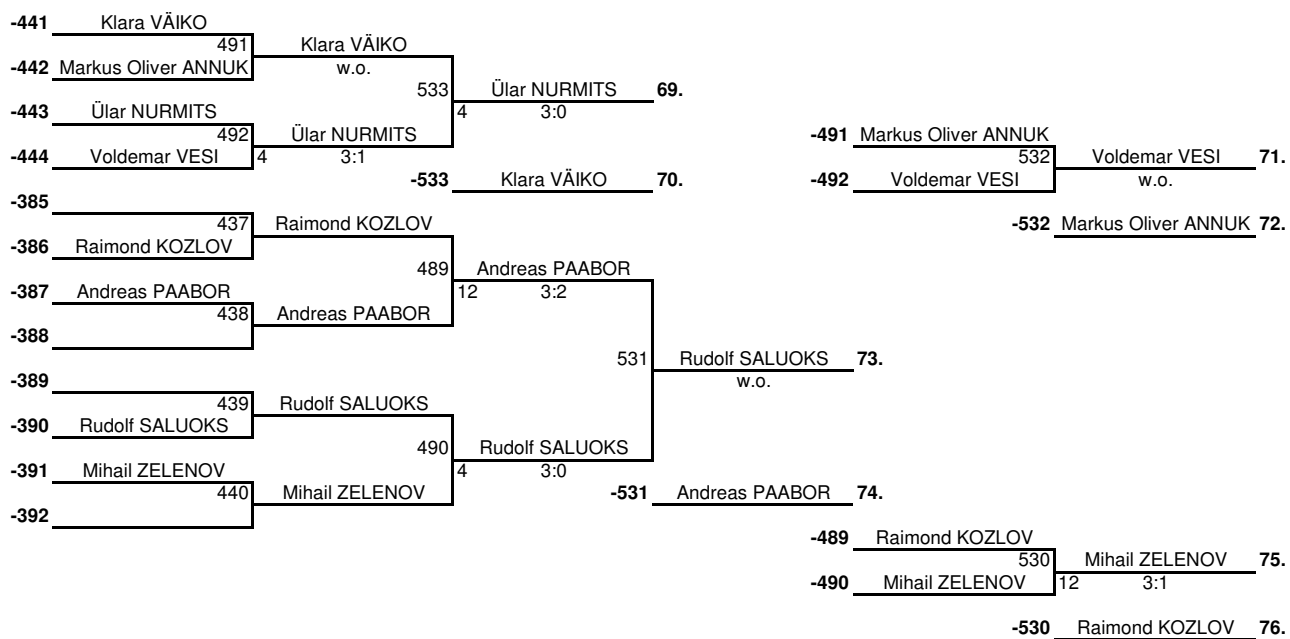 -441 Klara VÄIKO
491 Klara VÄIKO
-442 Markus Oliver ANNUK w.o.
533 Ülar NURMITS 69.
-443 Ülar NURMITS 4 3:0
492 Ülar NURMITS -491 Markus Oliver ANNUK
-444 Voldemar VESI 4 3:1 532 Voldemar VESI 71.
-533 Klara VÄIKO 70. -492 Voldemar VESI w.o.
-385
437 Raimond KOZLOV -532 Markus Oliver ANNUK 72.
-386 Raimond KOZLOV
489 Andreas PAABOR
-387 Andreas PAABOR 12 3:2
438 Andreas PAABOR
-388
531 Rudolf SALUOKS 73.
-389 w.o.
439 Rudolf SALUOKS
-390 Rudolf SALUOKS
490 Rudolf SALUOKS
-391 Mihail ZELENOV 4 3:0
440 Mihail ZELENOV -531 Andreas PAABOR 74.
-392
-489 Raimond KOZLOV
530 Mihail ZELENOV 75.
-490 Mihail ZELENOV 12 3:1
-530 Raimond KOZLOV 76.